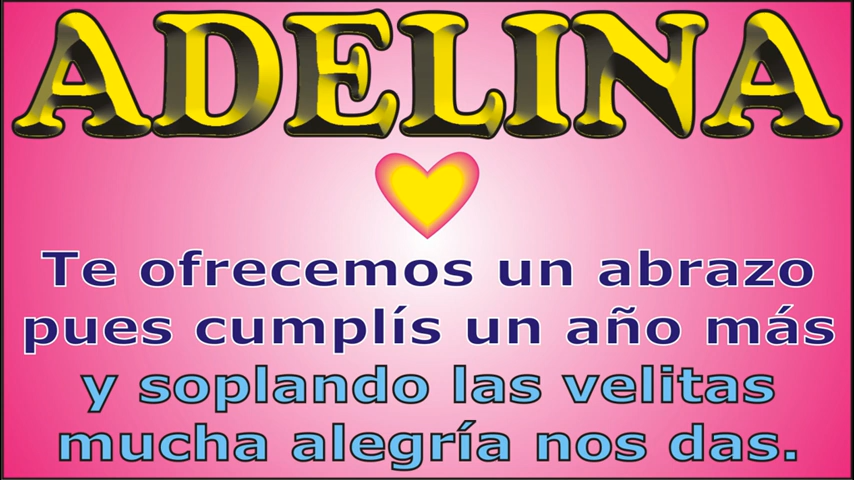 ADELINA
Te ofrecemos un abrazo
pues cumplís un año más
y soplando las velitas
mucha alegría nos das.